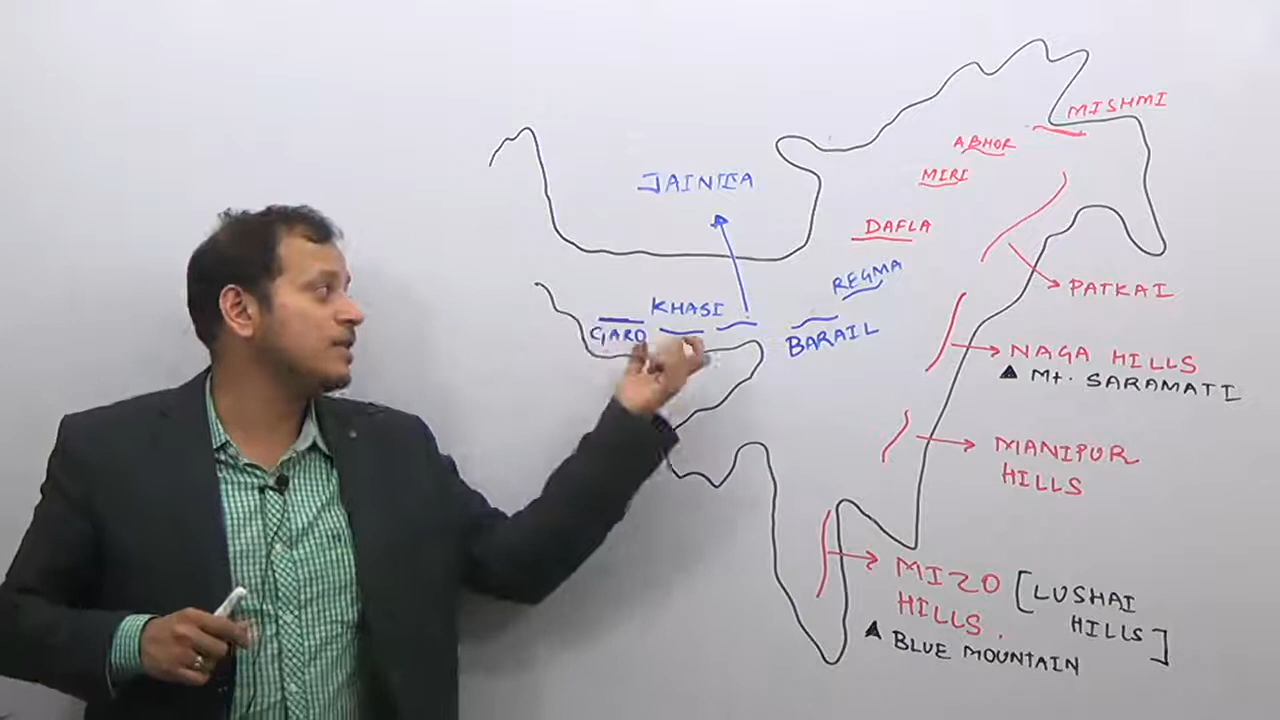 MISHMI
ABHOR
MIRI
JAINTIA
DAFLA
REGMA
PATKAI
KHASI
GARO
BARAIL
NAGA HILLS
▲ Mt. SARAMATI
MANIPUR
HILLS
MIZO [LUSHAI
HILLS. HILLS]
▲ BLUE MOUNTAIN